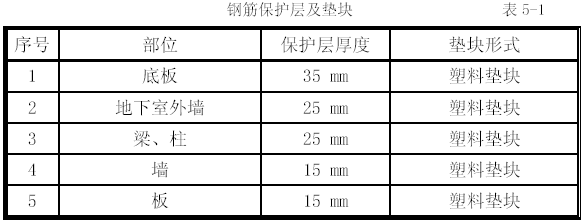 钢筋保护层及垫块 表 5-1
序号 部位 保护层厚度 垫块形式
1 底板 35 mm 塑料垫块
2 地下室外墙 25 mm 塑料垫块
3 梁、柱 25 mm 塑料垫块
4 墙 15 mm 塑料垫块
5 板 15 mm 塑料垫块